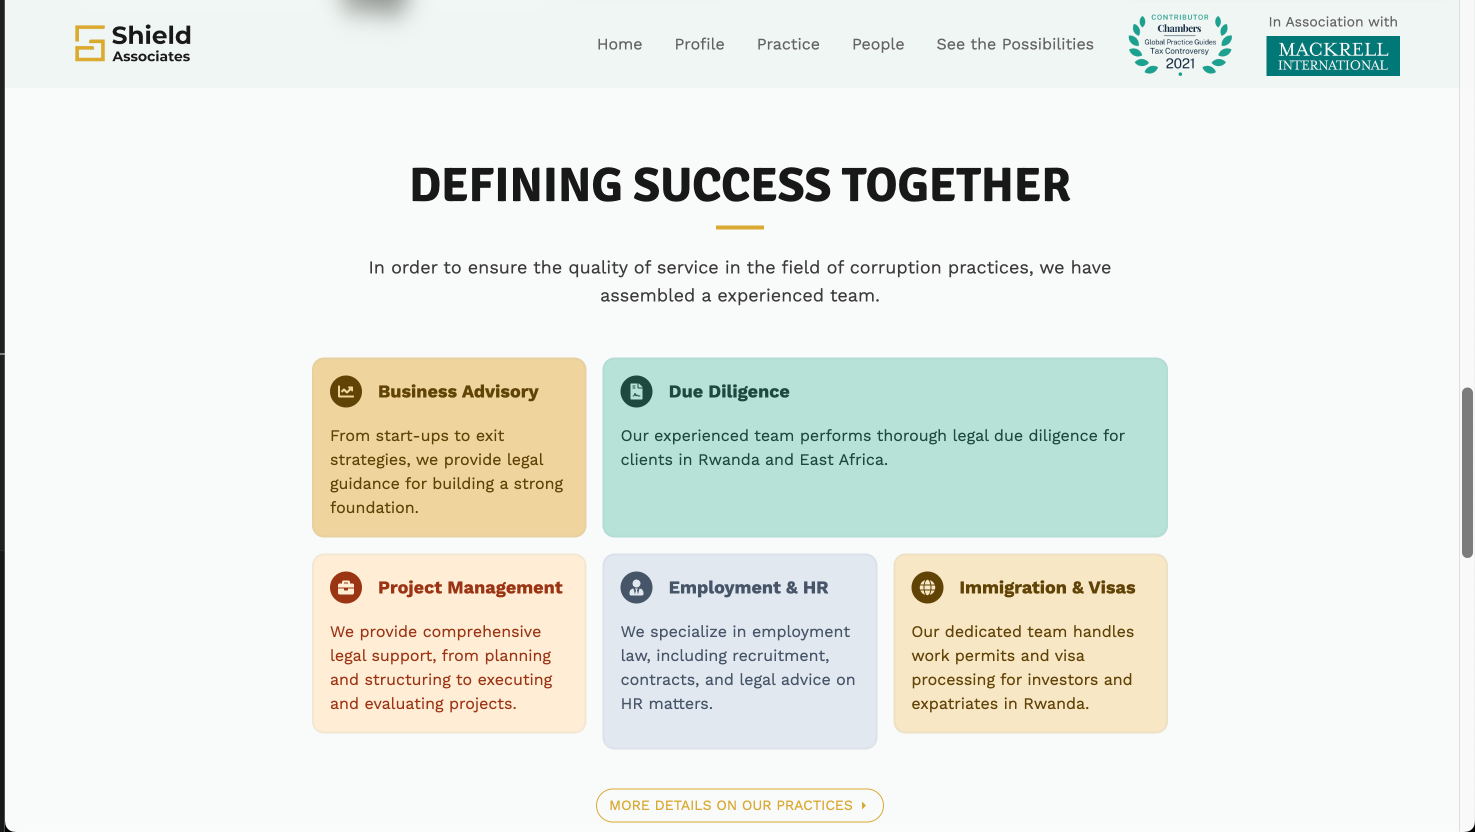 Shield
Associates
Home
Profile
Practice
People
See the Possibilities
CONTRIBUTOR
Chambers
Global Practice Guides
Tax Controversy
2021
In Association with
MACKRELL
INTERNATIONAL
DEFINING SUCCESS TOGETHER
In order to ensure the quality of service in the field of corruption practices, we have
assembled a experienced team.
Business Advisory
From start-ups to exit
strategies, we provide legal
guidance for building a strong
foundation.
Due Diligence
Our experienced team performs thorough legal due diligence for
clients in Rwanda and East Africa.
Project Management
We provide comprehensive
legal support, from planning
and structuring to executing
and evaluating projects.
Employment & HR
We specialize in employment
law, including recruitment,
contracts, and legal advice on
HR matters.
Immigration & Visas
Our dedicated team handles
work permits and visa
processing for investors and
expatriates in Rwanda.
MORE DETAILS ON OUR PRACTICES